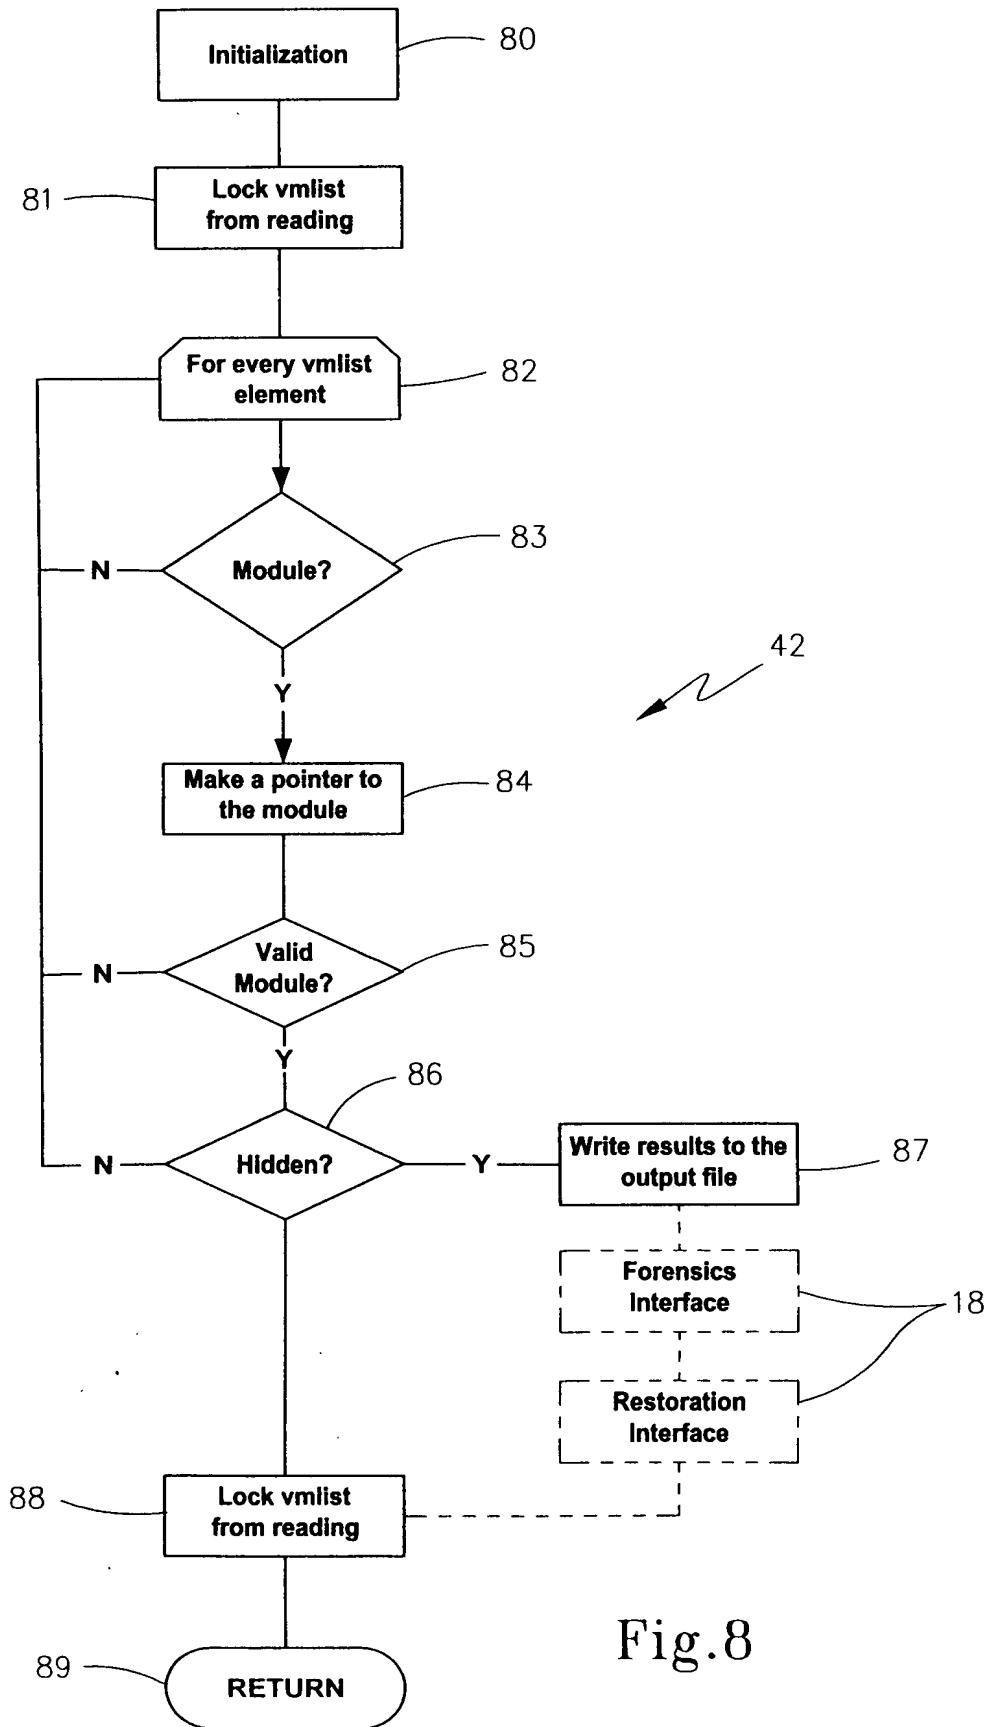 Initialization
80
81
Lock vmlist
from reading
For every vmlist
element
82
Module?
83
N
Y
42
Make a pointer to
the module
84
Valid
Module?
85
N
Y
86
Hidden?
N
Y
Write results to the
output file
87
Forensics
Interface
18
Restoration
Interface
88
Lock vmlist
from reading
89
RETURN
Fig.8